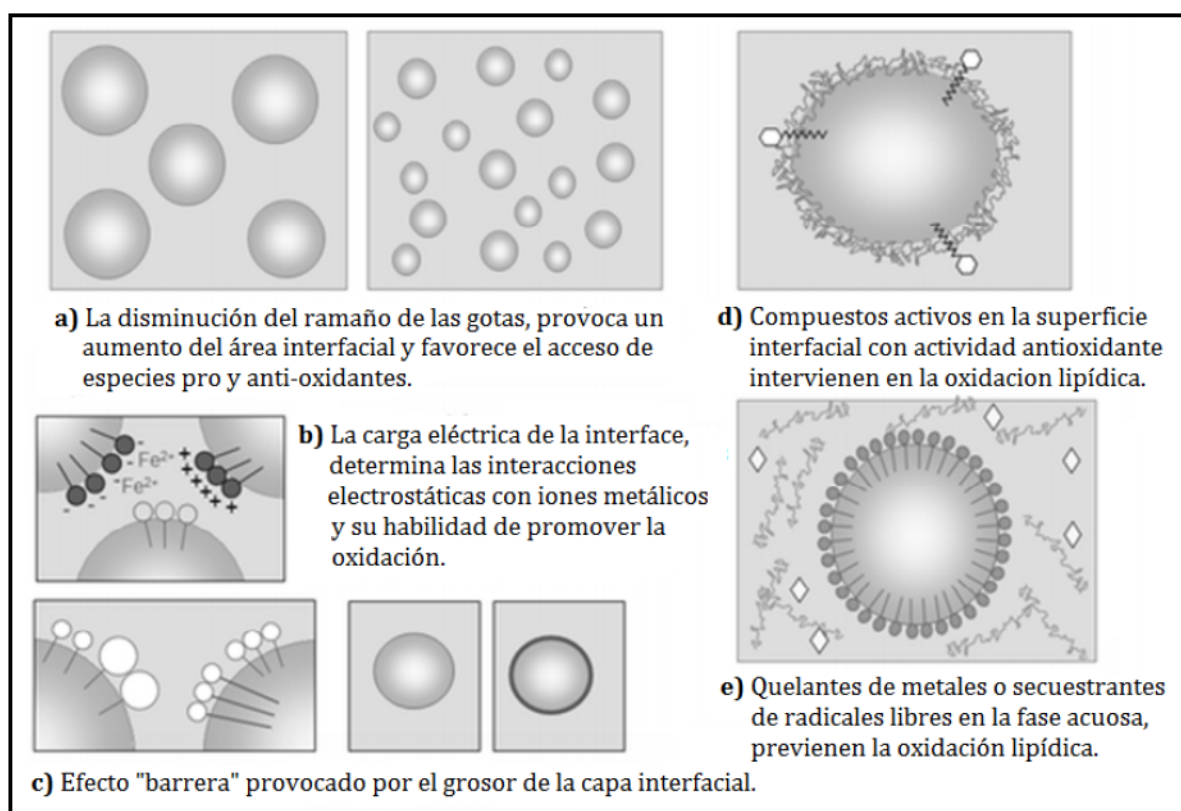 a) La disminución del ramaño de las gotas, provoca un
aumento del área interfacial y favorece el acceso de
especies pro y anti-oxidantes.
b) La carga eléctrica de la interface,
determina las interacciones
electrostáticas con iones metálicos
y su habilidad de promover la
oxidación.
- - Fe²⁺ +
- Fe²⁺ +
- - + + + +
c) Efecto "barrera" provocado por el grosor de la capa interfacial.
d) Compuestos activos en la superficie
interfacial con actividad antioxidante
intervienen en la oxidacion lipídica.
e) Quelantes de metales o secuestrantes
de radicales libres en la fase acuosa,
previenen la oxidación lipídica.